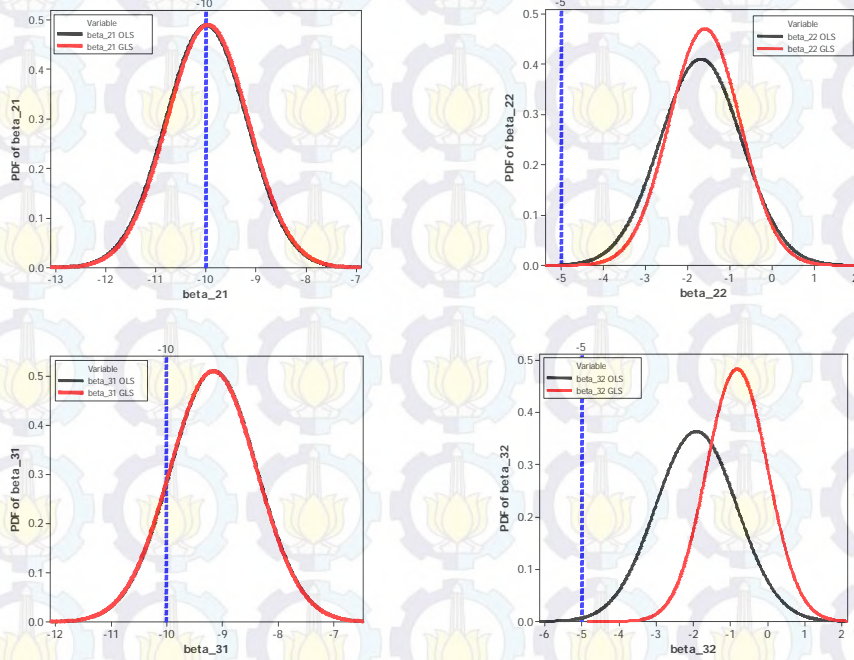 -10
0.5
0.4
0.3
0.2
0.1
0.0
PDF of beta_21
Variable
beta_21 OLS
beta_21 GLS
-13 -12 -11 -10 -9 -8 -7
beta_21
-5
0.5
0.4
0.3
0.2
0.1
0.0
PDF of beta_22
Variable
beta_22 OLS
beta_22 GLS
-5 -4 -3 -2 -1 0 1 2
beta_22
-10
0.5
0.4
0.3
0.2
0.1
0.0
PDF of beta_31
Variable
beta_31 OLS
beta_31 GLS
-12 -11 -10 -9 -8 -7
beta_31
-5
0.5
0.4
0.3
0.2
0.1
0.0
PDF of beta_32
Variable
beta_32 OLS
beta_32 GLS
-6 -5 -4 -3 -2 -1 0 1 2
beta_32